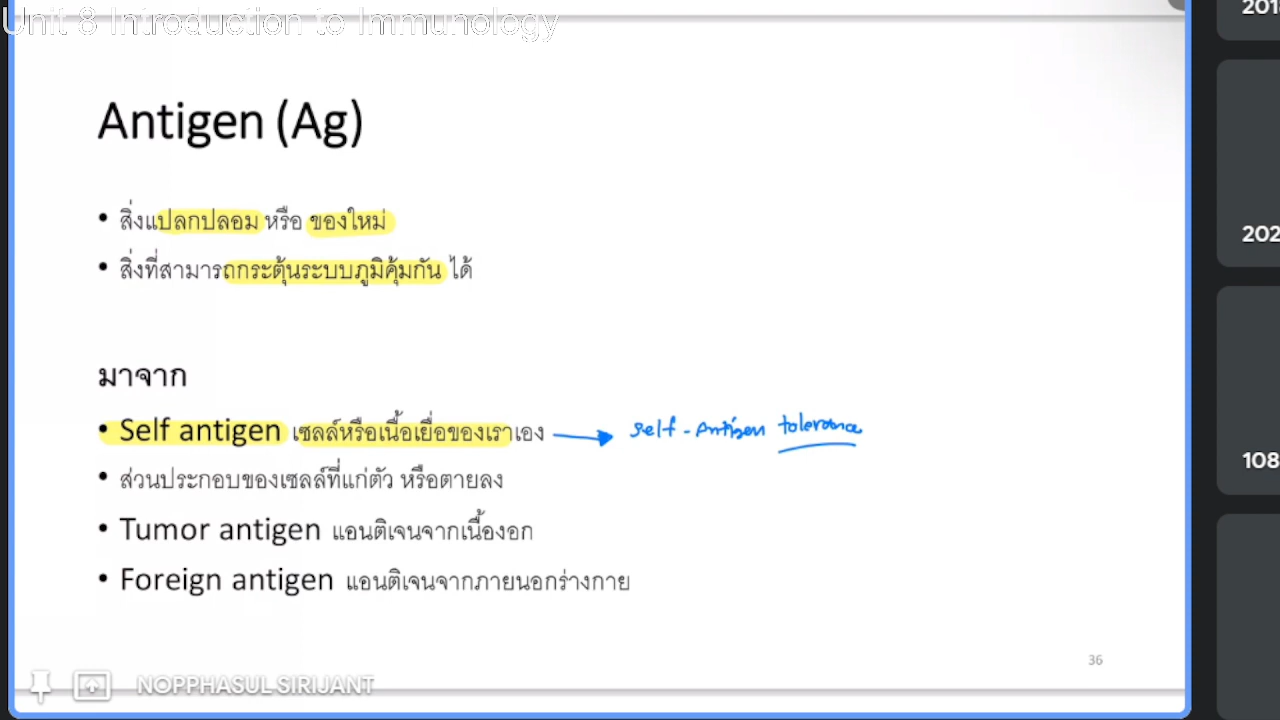 Unit 8 Introduction to Immunology
Antigen (Ag)
• สิ่งแปลกปลอม หรือ ของใหม่
• สิ่งที่สามารถกระตุ้นระบบภูมิคุ้มกัน ได้
มาจาก
• Self antigen เซลล์หรือเนื้อเยื่อของเราเอง self - antigen tolerance
• ส่วนประกอบของเซลล์ที่แก่ตัว หรือตายลง
• Tumor antigen แอนติเจนจากเนื้องอก
• Foreign antigen แอนติเจนจากภายนอกร่างกาย
36
NOPPHASUL SIRIJANT
202
108